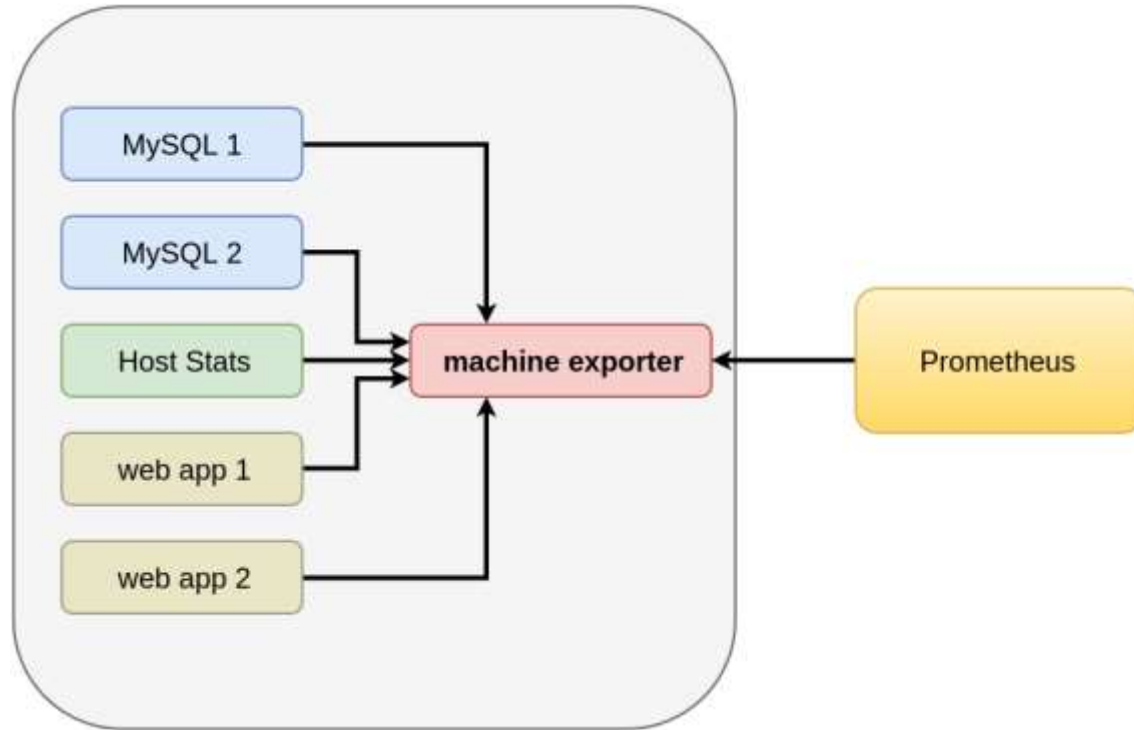 MySQL 1
MySQL 2
Host Stats
web app 1
web app 2
machine exporter
Prometheus